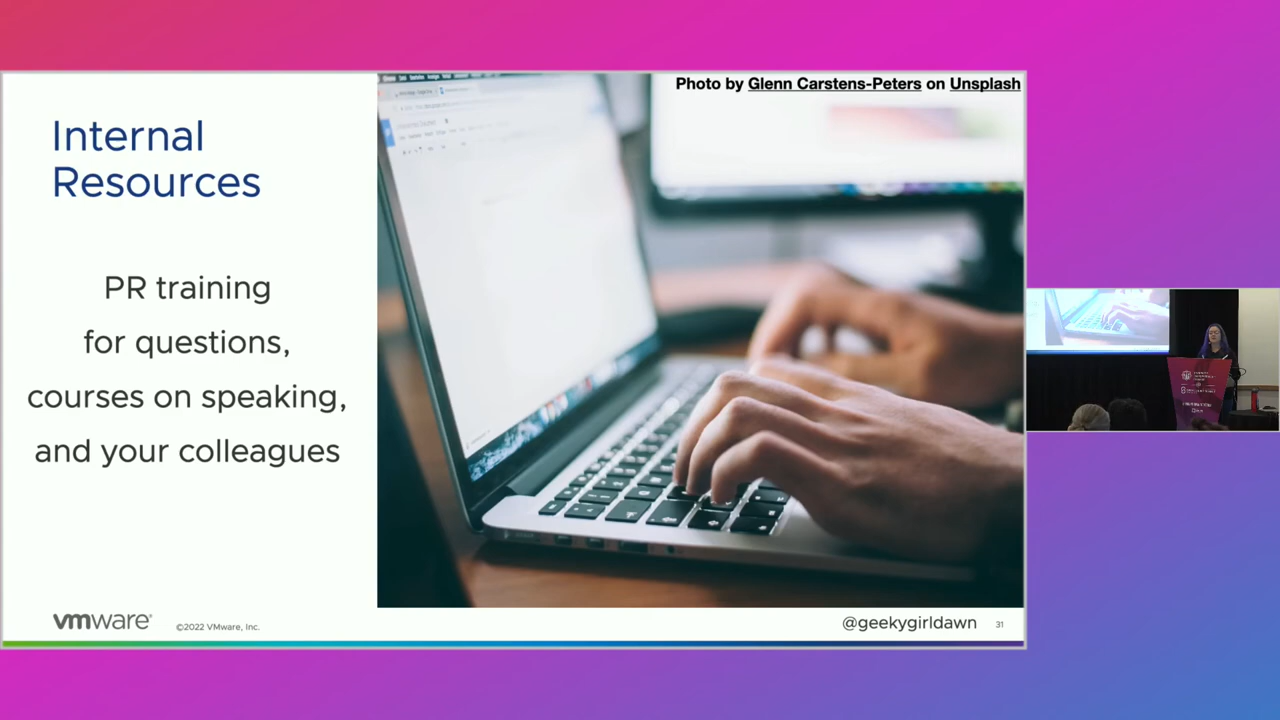 Photo by Glenn Carstens-Peters on Unsplash
Internal
Resources
PR training
for questions,
courses on speaking,
and your colleagues
vmware®
©2022 VMware, Inc.
@geekygirldawn
31